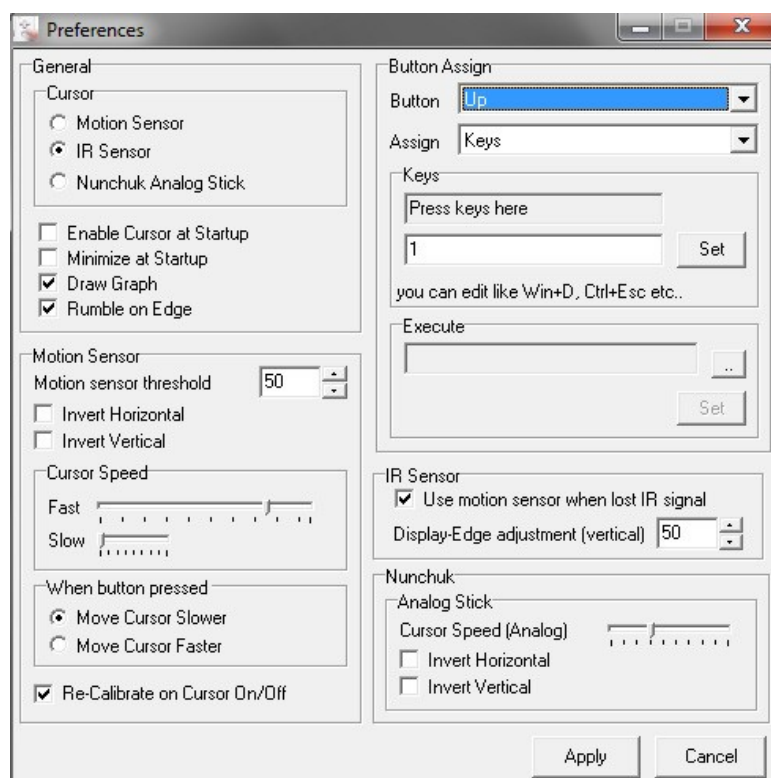 Preferences
General
Cursor
Motion Sensor
IR Sensor
Nunchuk Analog Stick
Enable Cursor at Startup
Minimize at Startup
Draw Graph
Rumble on Edge
Motion Sensor
Motion sensor threshold 50
Invert Horizontal
Invert Vertical
Cursor Speed
Fast
Slow
When button pressed
Move Cursor Slower
Move Cursor Faster
Re-Calibrate on Cursor On/Off
Button Assign
Button Up
Assign Keys
Keys
Press keys here
1 Set
you can edit like Win+D, Ctrl+Esc etc..
Execute
..
Set
IR Sensor
Use motion sensor when lost IR signal
Display-Edge adjustment (vertical) 50
Nunchuk
Analog Stick
Cursor Speed (Analog)
Invert Horizontal
Invert Vertical
Apply Cancel